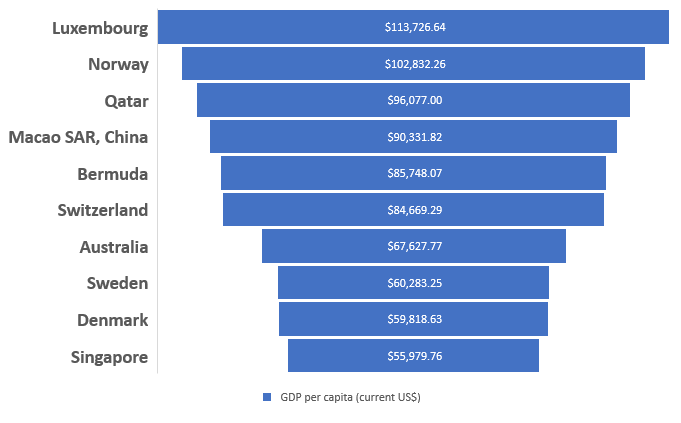 Luxembourg $113,726.64
Norway $102,832.26
Qatar $96,077.00
Macao SAR, China $90,331.82
Bermuda $85,748.07
Switzerland $84,669.29
Australia $67,627.77
Sweden $60,283.25
Denmark $59,818.63
Singapore $55,979.76
GDP per capita (current US$)